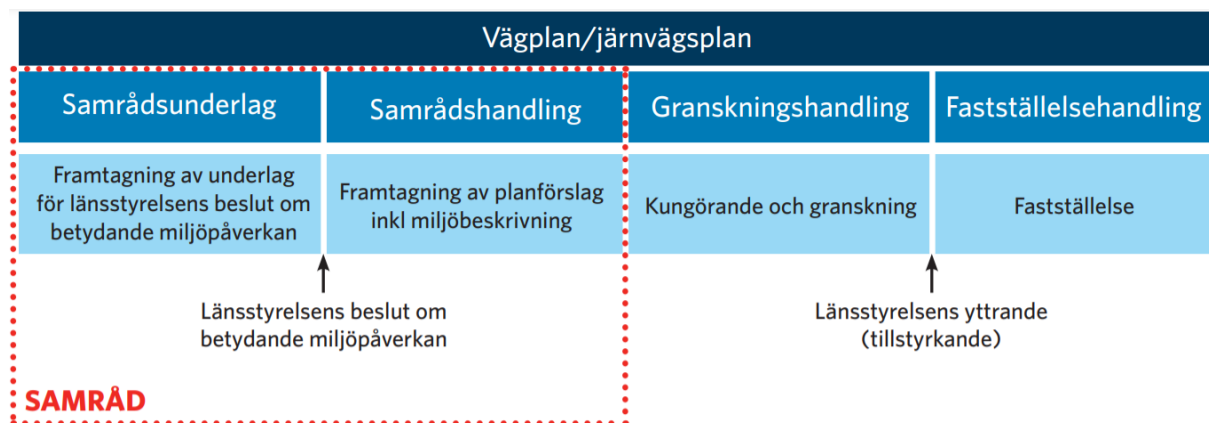 Vägplan/järnvägsplan
Samrådsunderlag
Samrådshandling
Granskningshandling
Fastställelsehandling
Framtagning av underlag
för länsstyrelsens beslut om
betydande miljöpåverkan
Framtagning av planförslag
inkl miljöbeskrivning
Kungörande och granskning
Fastställelse
Länsstyrelsens beslut om
betydande miljöpåverkan
Länsstyrelsens yttrande
(tillstyrkande)
SAMRÅD